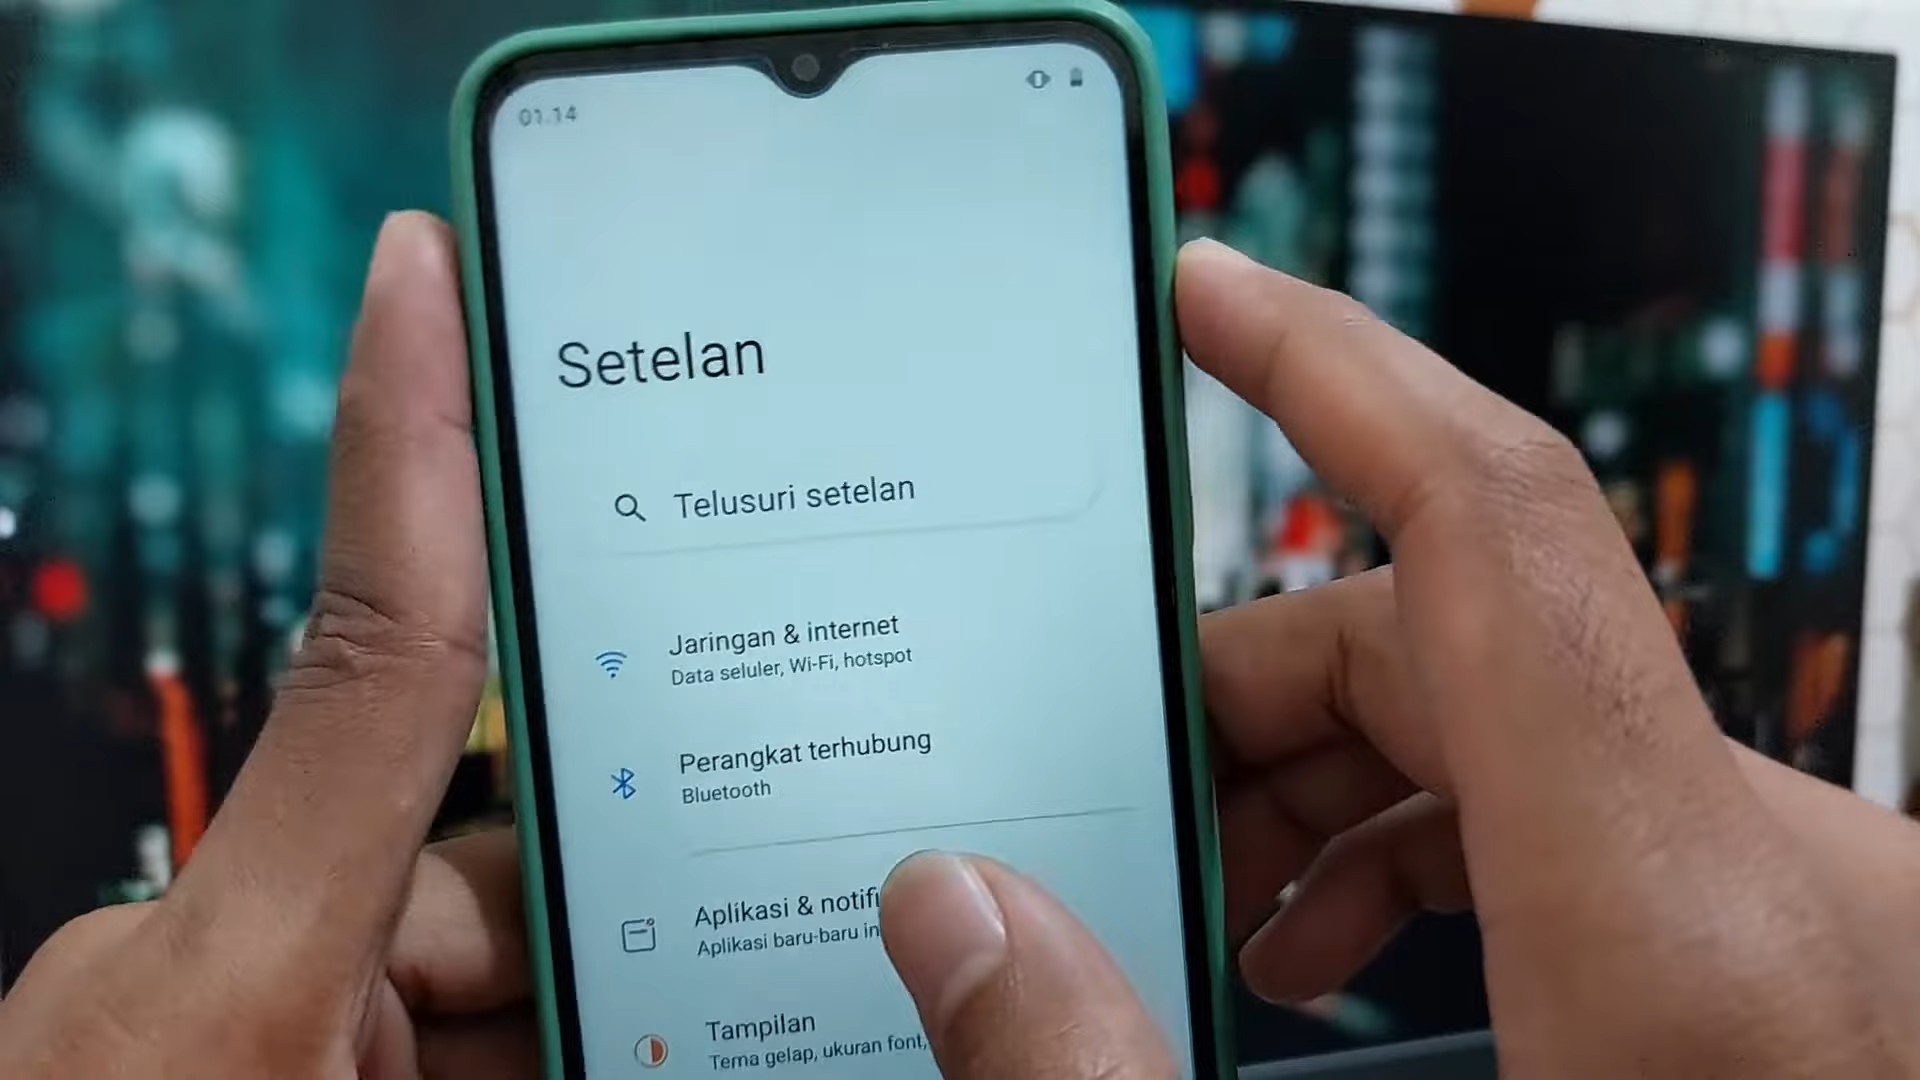 01.14
Setelan
Telusuri setelan
Jaringan & internet
Data seluler, Wi-Fi, hotspot
Perangkat terhubung
Bluetooth
Aplikasi & notifi
Aplikasi baru-baru in
Tampilan
Tema gelap, ukuran font,